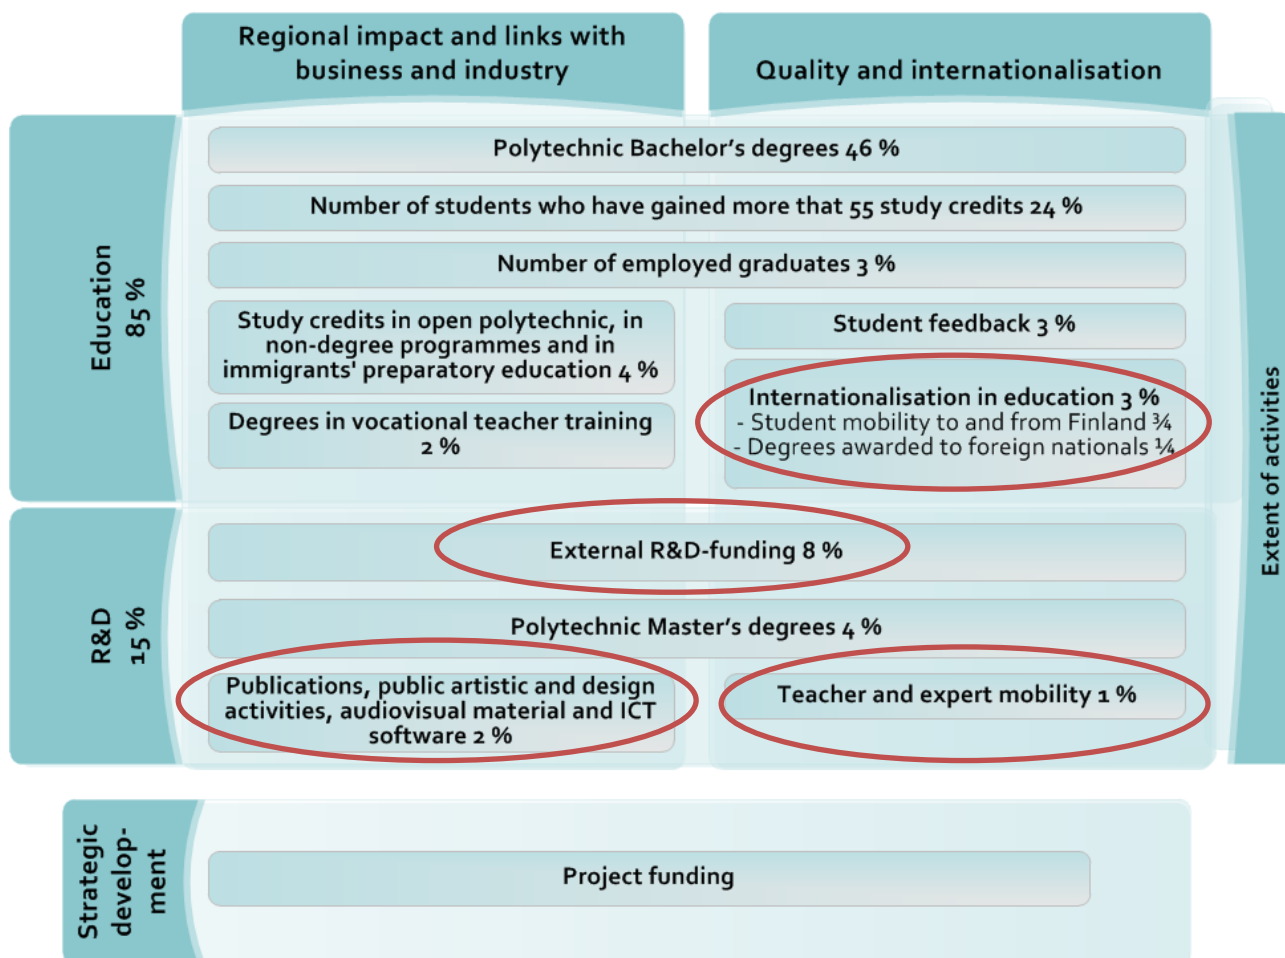 Regional impact and links with
business and industry
Quality and internationalisation
Education
85 %
Polytechnic Bachelor's degrees 46 %
Number of students who have gained more that 55 study credits 24 %
Number of employed graduates 3 %
Study credits in open polytechnic, in
non-degree programmes and in
immigrants' preparatory education 4 %
Degrees in vocational teacher training
2 %
Student feedback 3 %
Internationalisation in education 3 %
- Student mobility to and from Finland ¾
- Degrees awarded to foreign nationals ¼
Extent of activities
R&D
15 %
External R&D-funding 8 %
Polytechnic Master's degrees 4 %
Publications, public artistic and design
activities, audiovisual material and ICT
software 2 %
Teacher and expert mobility 1 %
Strategic
develop-
ment
Project funding